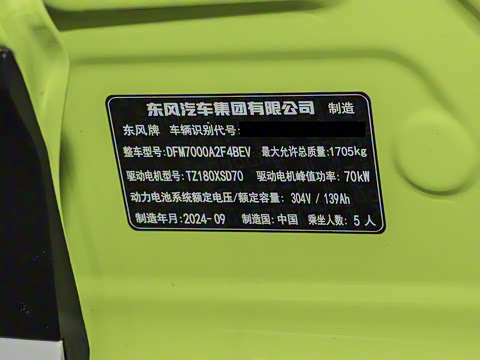 东风汽车集团有限公司 制造
东风牌 车辆识别代号:
整车型号:DFM7000A2F4BEV 最大允许总质量:1705kg
驱动电机型号:TZ180XSD70 驱动电机峰值功率: 70kW
动力电池系统额定电压/额定容量: 304V / 139Ah
制造年月:2024-09 制造国: 中国 乘坐人数: 5 人